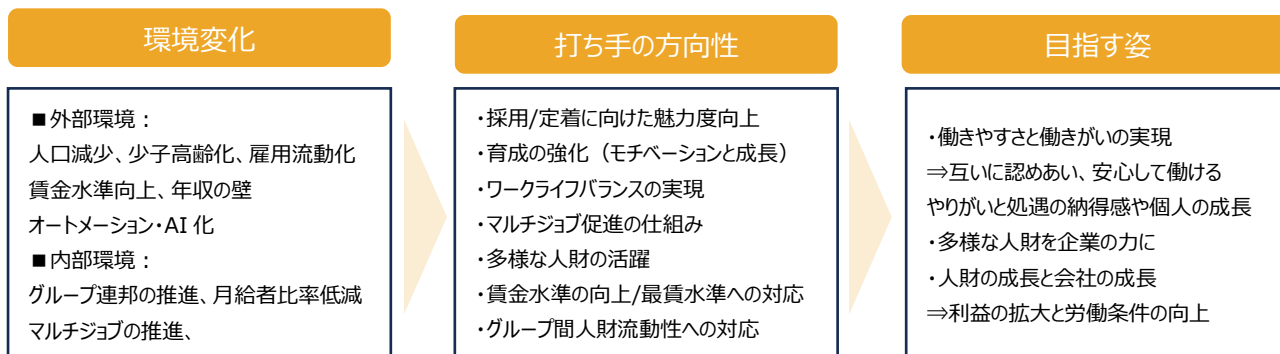 環境変化
■外部環境：
人口減少、少子高齢化、雇用流動化
賃金水準向上、年収の壁
オートメーション・AI 化
■内部環境：
グループ連邦の推進、月給者比率低減
マルチジョブの推進、
打ち手の方向性
・採用/定着に向けた魅力度向上
・育成の強化（モチベーションと成長）
・ワークライフバランスの実現
・マルチジョブ促進の仕組み
・多様な人財の活躍
・賃金水準の向上/最賃水準への対応
・グループ間人財流動性への対応
目指す姿
・働きやすさと働きがいの実現
⇒互いに認めあい、安心して働ける
やりがいと処遇の納得感や個人の成長
・多様な人財を企業の力に
・人財の成長と会社の成長
⇒利益の拡大と労働条件の向上